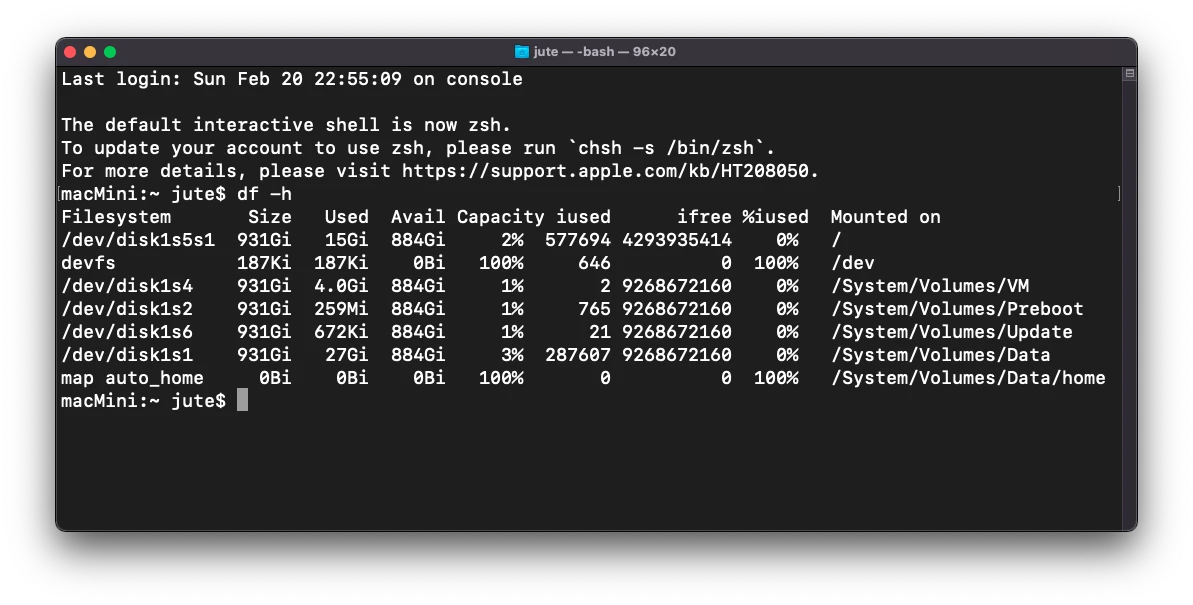 jute — -bash — 96×20
Last login: Sun Feb 20 22:55:09 on console

The default interactive shell is now zsh.
To update your account to use zsh, please run `chsh -s /bin/zsh`.
For more details, please visit https://support.apple.com/kb/HT208050.
[macMini:~ jute$ df -h                                                                          ]
Filesystem       Size   Used  Avail Capacity iused      ifree %iused  Mounted on
/dev/disk1s5s1  931Gi   15Gi  884Gi     2%  577694 4293935414    0%   /
devfs           187Ki  187Ki    0Bi   100%     646          0  100%   /dev
/dev/disk1s4    931Gi  4.0Gi  884Gi     1%       2 9268672160    0%   /System/Volumes/VM
/dev/disk1s2    931Gi  259Mi  884Gi     1%     765 9268672160    0%   /System/Volumes/Preboot
/dev/disk1s6    931Gi  672Ki  884Gi     1%      21 9268672160    0%   /System/Volumes/Update
/dev/disk1s1    931Gi   27Gi  884Gi     3%  287607 9268672160    0%   /System/Volumes/Data
map auto_home     0Bi    0Bi    0Bi   100%       0          0  100%   /System/Volumes/Data/home
macMini:~ jute$